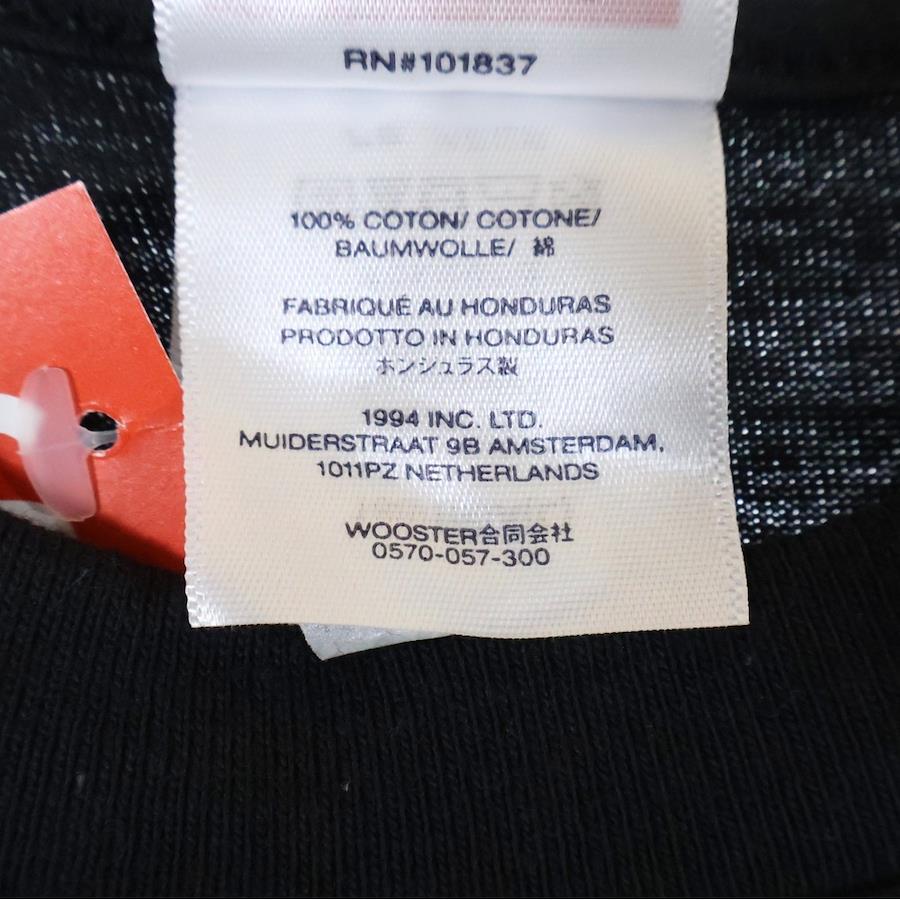 RN#101837
100% COTON/ COTONE/
BAUMWOLLE/ 綿
FABRIQUÉ AU HONDURAS
PRODOTTO IN HONDURAS
ホンジュラス製
1994 INC. LTD.
MUIDERSTRAAT 9B AMSTERDAM,
1011PZ NETHERLANDS
WOOSTER合同会社
0570-057-300